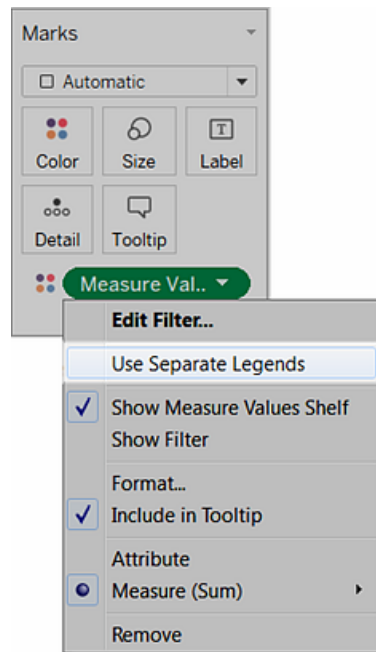 Marks
Automatic
Color Size Label
Detail Tooltip
Measure Val..
Edit Filter...
Use Separate Legends
Show Measure Values Shelf
Show Filter
Format...
Include in Tooltip
Attribute
Measure (Sum)
Remove